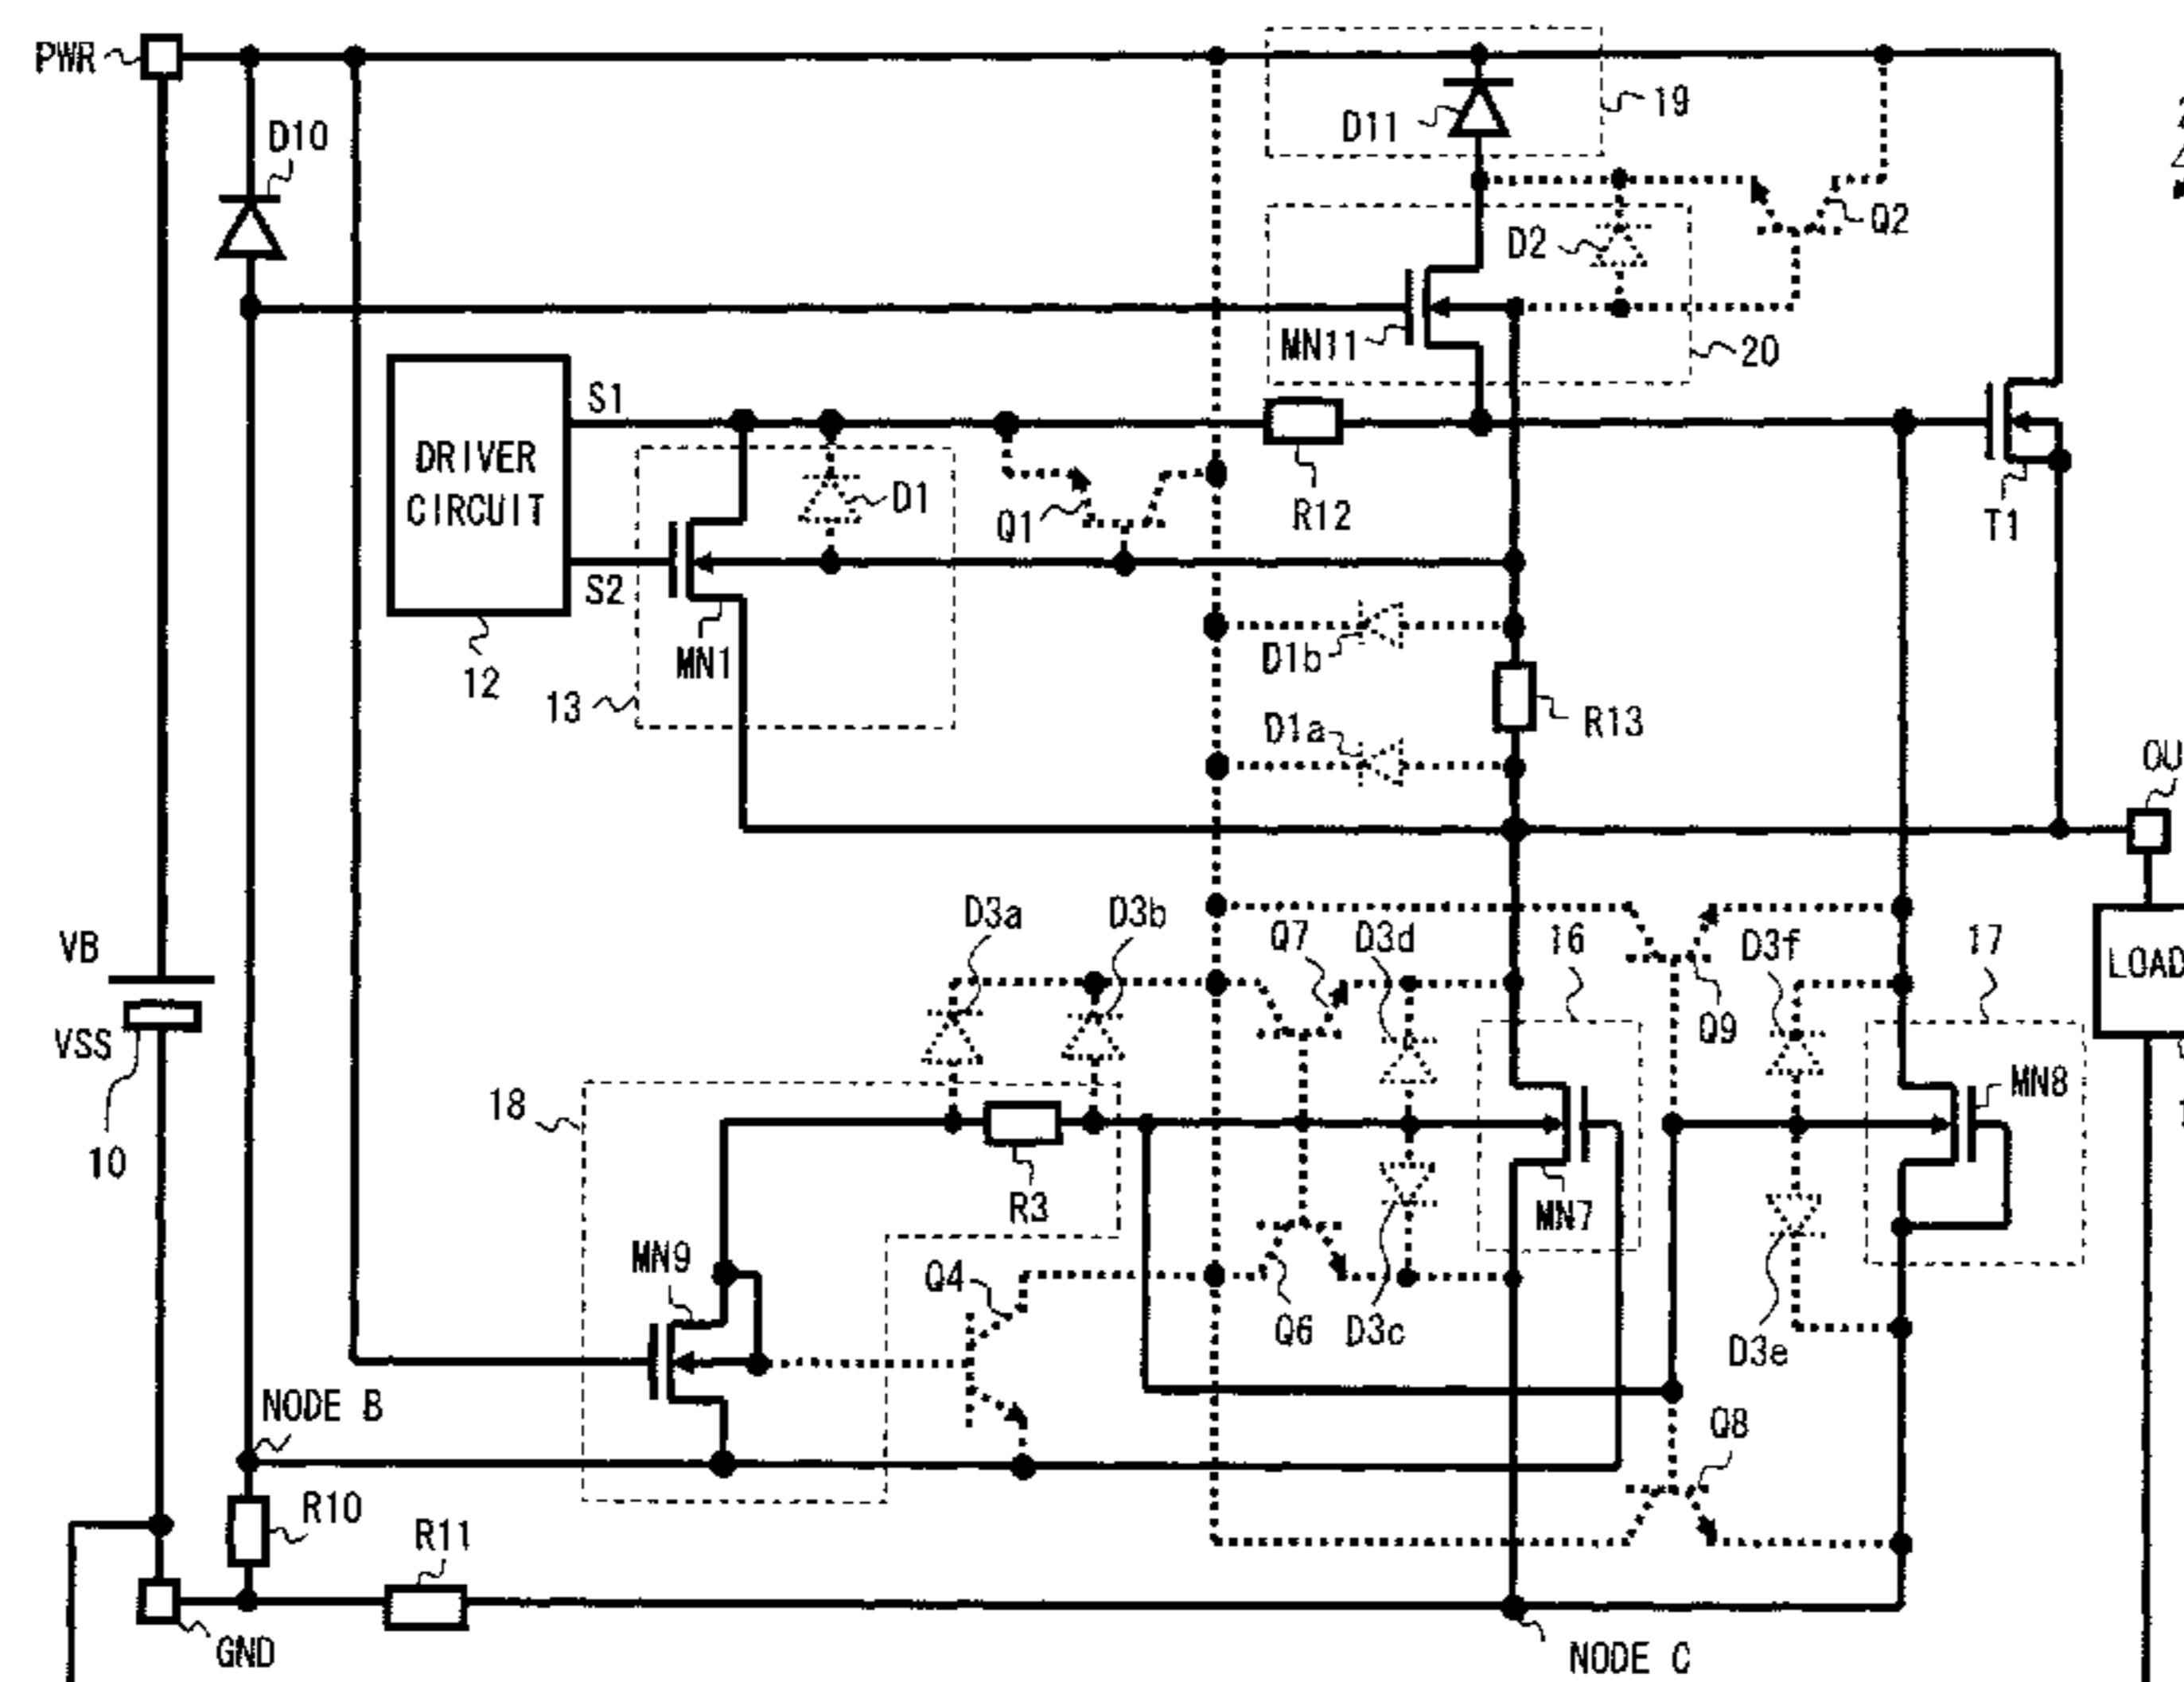 PWR
D10
D11
19
D2
Q2
MN11
20
DRIVER
CIRCUIT
S1
S2
12
13
MN1
D1
Q1
R12
T1
D1b
D1a
R13
OU
VB
VSS
10
D3a
D3b
Q7
D3d
16
Q9
D3f
17
LOAD
18
R3
MN7
MN8
MN9
Q4
Q6
D3c
D3e
NODE B
Q8
R10
R11
GND
NODE C